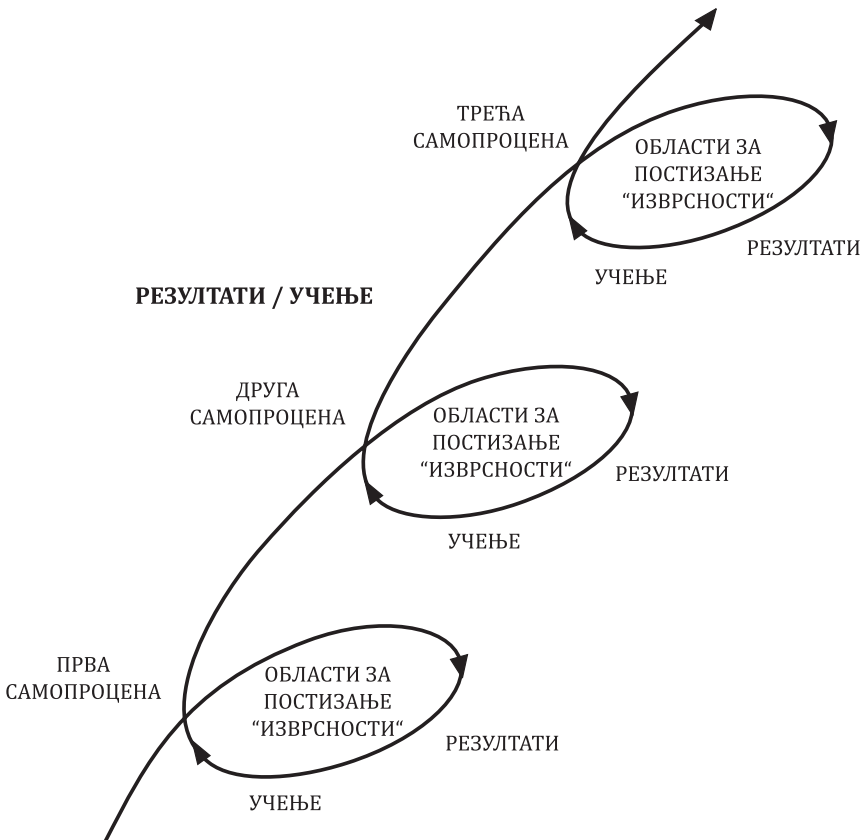 ТРЕЋА
САМОПРОЦЕНА
ОБЛАСТИ ЗА
ПОСТИЗАЊЕ
“ИЗВРСНОСТИ“
РЕЗУЛТАТИ
УЧЕЊЕ
РЕЗУЛТАТИ / УЧЕЊЕ
ДРУГА
САМОПРОЦЕНА
ОБЛАСТИ ЗА
ПОСТИЗАЊЕ
“ИЗВРСНОСТИ“
РЕЗУЛТАТИ
УЧЕЊЕ
ПРВА
САМОПРОЦЕНА
ОБЛАСТИ ЗА
ПОСТИЗАЊЕ
“ИЗВРСНОСТИ“
РЕЗУЛТАТИ
УЧЕЊЕ